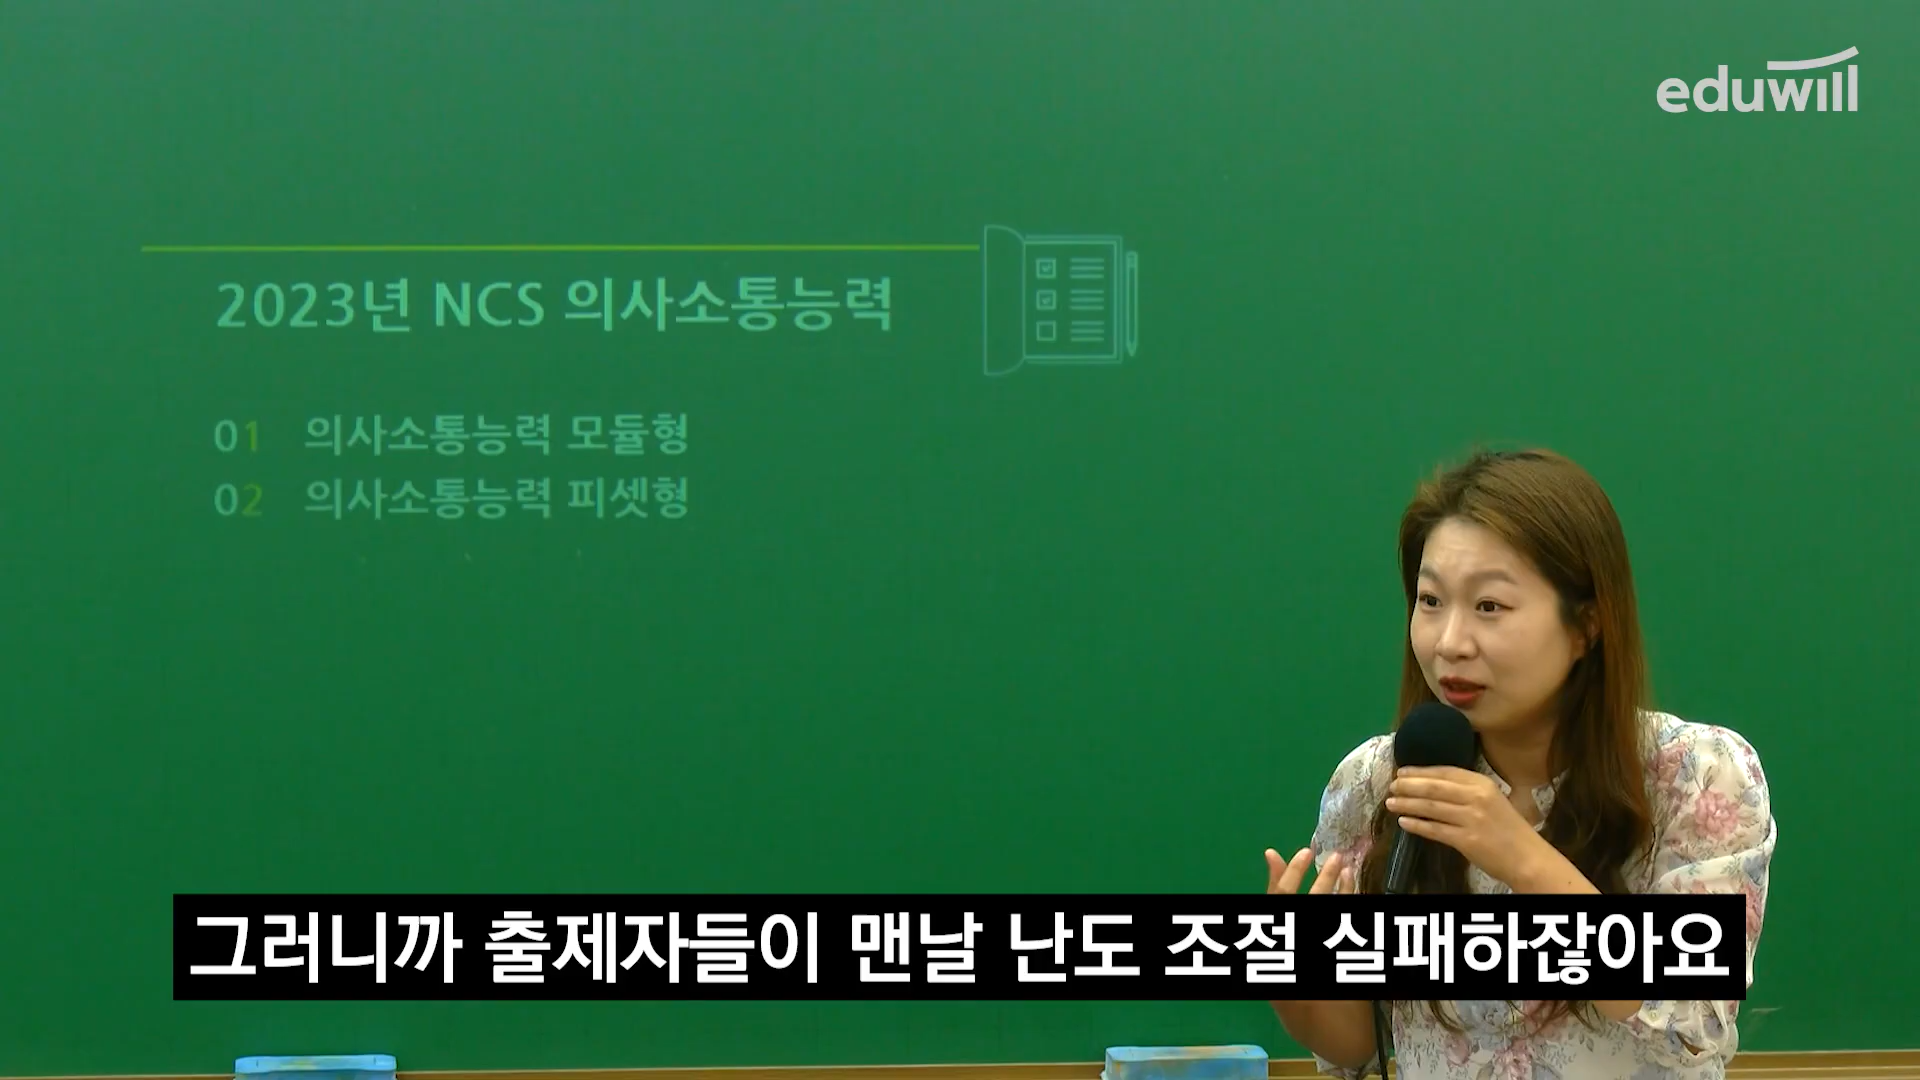 eduwill
2023년 NCS 의사소통능력
01 의사소통능력 모듈형
02 의사소통능력 피셋형
그러니까 출제자들이 맨날 난도 조절 실패하잖아요